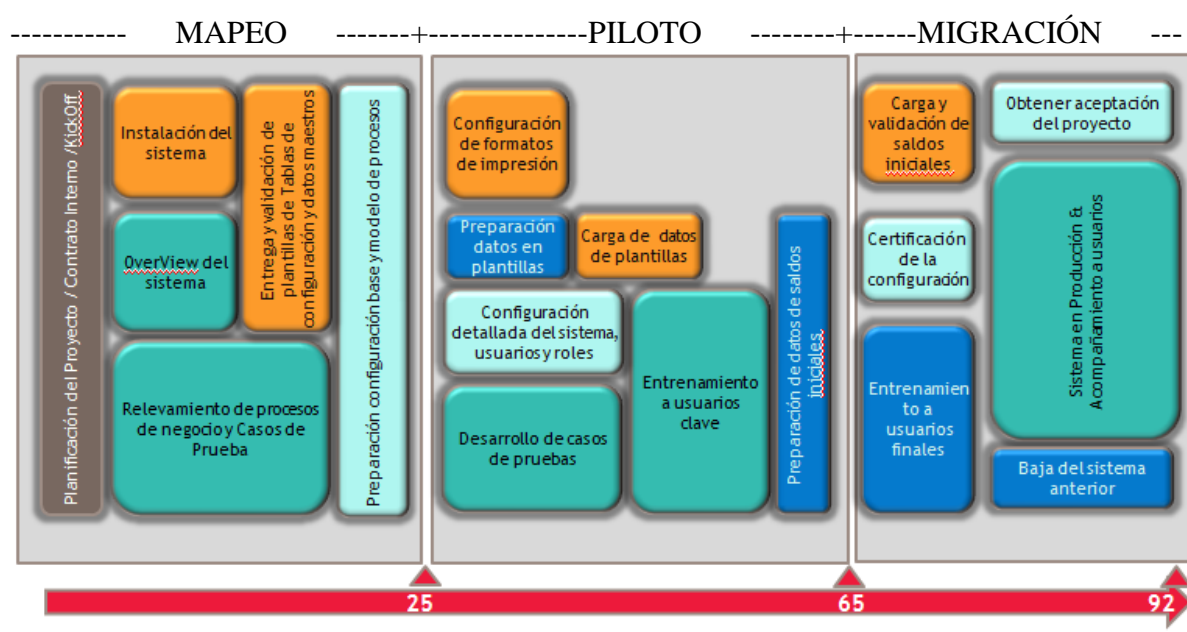 ----------- MAPEO -------+---------------PILOTO --------+------MIGRACIÓN ---
Planificación del Proyecto / Contrato Interno /KickOff
Instalación del
sistema
OverView del
sistema
Entrega y validación de
plantillas de Tablas de
configuración y datos maestros
Relevamiento de procesos
de negocio y Casos de
Prueba
Preparación configuración base y modelo de procesos
Configuración
de formatos
de impresión
Preparación
datos en
plantillas
Carga de datos
de plantillas
Configuración
detallada del sistema,
usuarios y roles
Desarrollo de casos
de pruebas
Entrenamiento
a usuarios
clave
Preparación de datos de saldos
iniciales
Carga y
validación de
saldos
iniciales
Certificación
de la
configuración
Entrenamien
to a
usuarios
finales
Obtener aceptación
del proyecto
Sistema en Producción &
Acompañamiento a usuarios
Baja del sistema
anterior
25
65
92